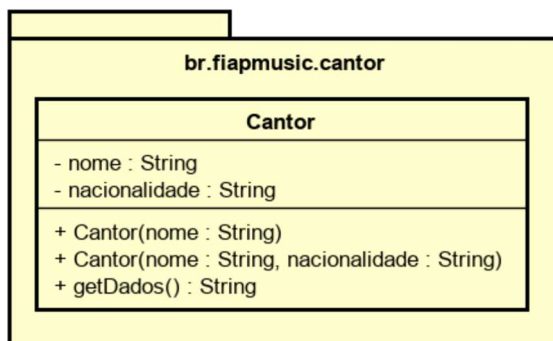 br.fiapmusic.cantor
Cantor
- nome : String
- nacionalidade : String
+ Cantor(nome : String)
+ Cantor(nome : String, nacionalidade : String)
+ getDados() : String